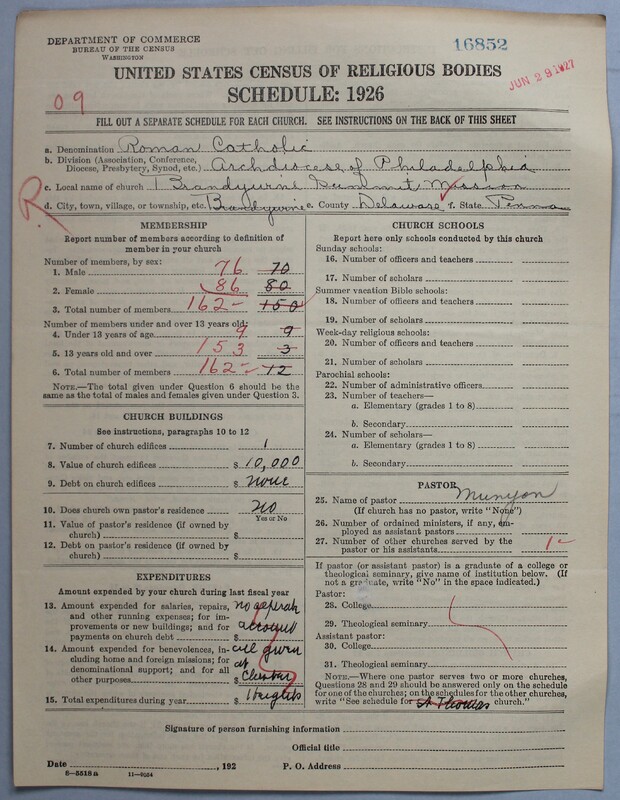 DEPARTMENT OF COMMERCE
BUREAU OF THE CENSUS
WASHINGTON
16852
JUN 29 1927
UNITED STATES CENSUS OF RELIGIOUS BODIES
SCHEDULE: 1926
09
FILL OUT A SEPARATE SCHEDULE FOR EACH CHURCH. SEE INSTRUCTIONS ON THE BACK OF THIS SHEET
a. Denomination Roman Catholic
b. Division (Association, Conference,
Diocese, Presbytery, Synod, etc.) Archdiocese of Philadelphia
c. Local name of church Brandywine Summit Mission
R
d. City, town, village, or township, etc. Brandywine e. County Delaware f. State Penna
MEMBERSHIP
Report number of members according to definition of
member in your church
Number of members, by sex:
1. Male 76 70
2. Female 86 80
3. Total number of members 162 150
Number of members under and over 13 years old:
4. Under 13 years of age 9 9
5. 13 years old and over 153 3
6. Total number of members 162 12
NOTE.—The total given under Question 6 should be
same as the total of males and females given under Question 3.
CHURCH BUILDINGS
See instructions, paragraphs 10 to 12
7. Number of church edifices 1
8. Value of church edifices $ 10,000
9. Debt on church edifices $ None
10. Does church own pastor's residence No
Yes or No
11. Value of pastor's residence (if owned by
church) $
12. Debt on pastor's residence (if owned by
church) $
EXPENDITURES
Amount expended by your church during last fiscal year
13. Amount expended for salaries, repairs,
and other running expenses; for im-
provements or new buildings; and for
payments on church debt $
no seperate
account
14. Amount expended for benevolences, in-
cluding home and foreign missions; for
denominational support; and for all
other purposes $
all given
at
15. Total expenditures during year $
CHURCH SCHOOLS
Report here only schools conducted by this church
Sunday schools:
16. Number of officers and teachers
17. Number of scholars
Summer vacation Bible schools:
18. Number of officers and teachers
19. Number of scholars
Week-day religious schools:
20. Number of officers and teachers
21. Number of scholars
Parochial schools:
22. Number of administrative officers
23. Number of teachers—
a. Elementary (grades 1 to 8)
b. Secondary
24. Number of scholars—
a. Elementary (grades 1 to 8)
b. Secondary
PASTOR
25. Name of pastor Munyon
(If church has no pastor, write "None")
26. Number of ordained ministers, if any, em-
ployed as assistant pastors
27. Number of other churches served by the
pastor or his assistants 1
If pastor (or assistant pastor) is a graduate of a college or
theological seminary, give name of institution below. (If
not a graduate, write "No" in the space indicated.)
Pastor:
28. College
29. Theological seminary
Assistant pastor:
30. College
31. Theological seminary
NOTE.—Where one pastor serves two or more churches,
Questions 28 and 29 should be answered only on the schedule
for one of the churches; on the schedules for the other churches,
write "See schedule for St Thomas church."
Signature of person furnishing information
Official title
Date , 192 P. O. Address
8—5518 a 11—9054